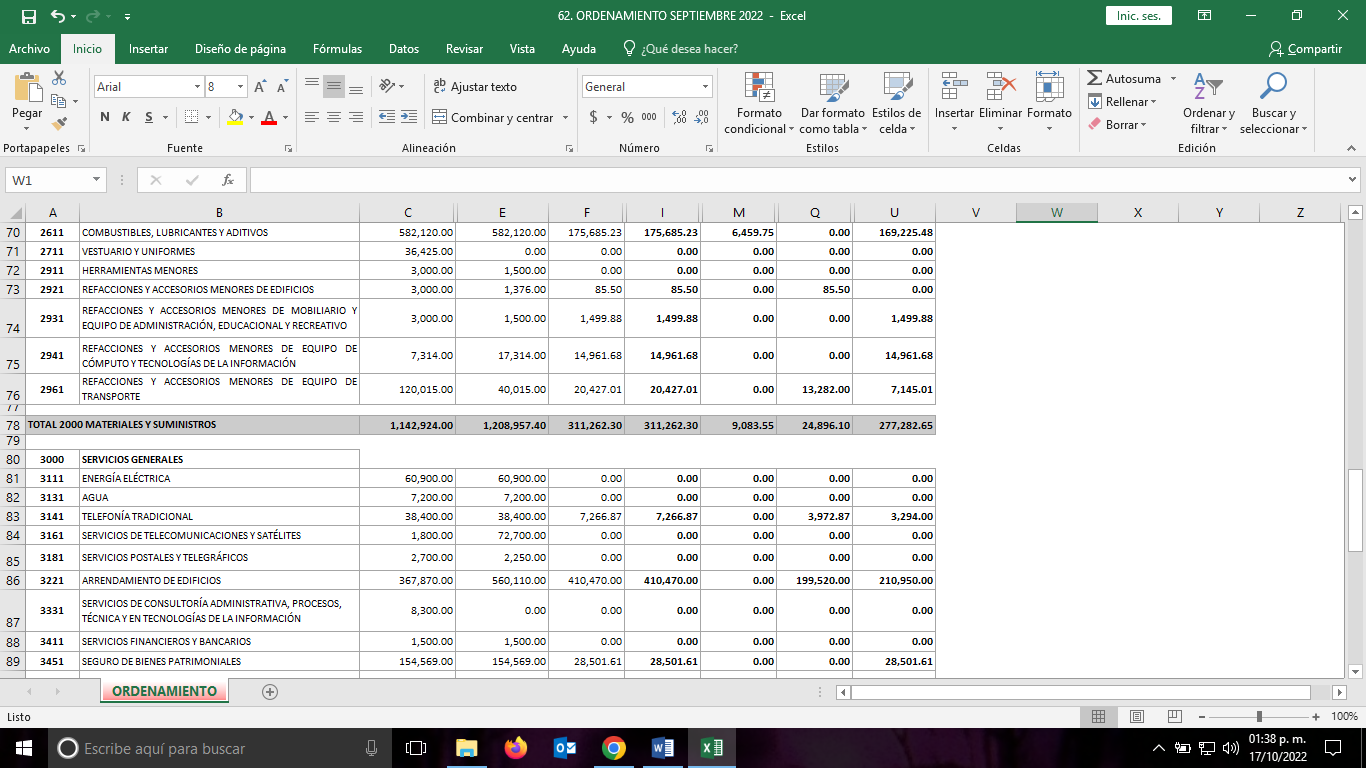 62. ORDENAMIENTO SEPTIEMBRE 2022 - Excel
Inic. ses.
Archivo Inicio Insertar Diseño de página Fórmulas Datos Revisar Vista Ayuda ¿Qué desea hacer? Compartir
Pegar
Arial 8
N K S
Ajustar texto
Combinar y centrar
General
$ % 000
Formato condicional
Dar formato como tabla
Estilos de celda
Insertar Eliminar Formato
Autosuma
Rellenar
Borrar
Ordenar y filtrar
Buscar y seleccionar
Portapapeles Fuente Alineación Número Estilos Celdas Edición
W1 fx
A B C E F I M Q U V W X Y Z
70 2611 COMBUSTIBLES, LUBRICANTES Y ADITIVOS 582,120.00 582,120.00 175,685.23 175,685.23 6,459.75 0.00 169,225.48
71 2711 VESTUARIO Y UNIFORMES 36,425.00 0.00 0.00 0.00 0.00 0.00 0.00
72 2911 HERRAMIENTAS MENORES 3,000.00 1,500.00 0.00 0.00 0.00 0.00 0.00
73 2921 REFACCIONES Y ACCESORIOS MENORES DE EDIFICIOS 3,000.00 1,376.00 85.50 85.50 0.00 85.50 0.00
74 2931 REFACCIONES Y ACCESORIOS MENORES DE MOBILIARIO Y
EQUIPO DE ADMINISTRACIÓN, EDUCACIONAL Y RECREATIVO 3,000.00 1,500.00 1,499.88 1,499.88 0.00 0.00 1,499.88
75 2941 REFACCIONES Y ACCESORIOS MENORES DE EQUIPO DE
CÓMPUTO Y TECNOLOGÍAS DE LA INFORMACIÓN 7,314.00 17,314.00 14,961.68 14,961.68 0.00 0.00 14,961.68
76 2961 REFACCIONES Y ACCESORIOS MENORES DE EQUIPO DE
TRANSPORTE 120,015.00 40,015.00 20,427.01 20,427.01 0.00 13,282.00 7,145.01
77
78 TOTAL 2000 MATERIALES Y SUMINISTROS 1,142,924.00 1,208,957.40 311,262.30 311,262.30 9,083.55 24,896.10 277,282.65
79
80 3000 SERVICIOS GENERALES
81 3111 ENERGÍA ELÉCTRICA 60,900.00 60,900.00 0.00 0.00 0.00 0.00 0.00
82 3131 AGUA 7,200.00 7,200.00 0.00 0.00 0.00 0.00 0.00
83 3141 TELEFONÍA TRADICIONAL 38,400.00 38,400.00 7,266.87 7,266.87 0.00 3,972.87 3,294.00
84 3161 SERVICIOS DE TELECOMUNICACIONES Y SATÉLITES 1,800.00 72,700.00 0.00 0.00 0.00 0.00 0.00
85 3181 SERVICIOS POSTALES Y TELEGRÁFICOS 2,700.00 2,250.00 0.00 0.00 0.00 0.00 0.00
86 3221 ARRENDAMIENTO DE EDIFICIOS 367,870.00 560,110.00 410,470.00 410,470.00 0.00 199,520.00 210,950.00
87 3331 SERVICIOS DE CONSULTORÍA ADMINISTRATIVA, PROCESOS,
TÉCNICA Y EN TECNOLOGÍAS DE LA INFORMACIÓN 8,300.00 0.00 0.00 0.00 0.00 0.00 0.00
88 3411 SERVICIOS FINANCIEROS Y BANCARIOS 1,500.00 1,500.00 0.00 0.00 0.00 0.00 0.00
89 3451 SEGURO DE BIENES PATRIMONIALES 154,569.00 154,569.00 28,501.61 28,501.61 0.00 0.00 28,501.61
ORDENAMIENTO
Listo 100%
Escribe aquí para buscar
01:38 p. m.
17/10/2022